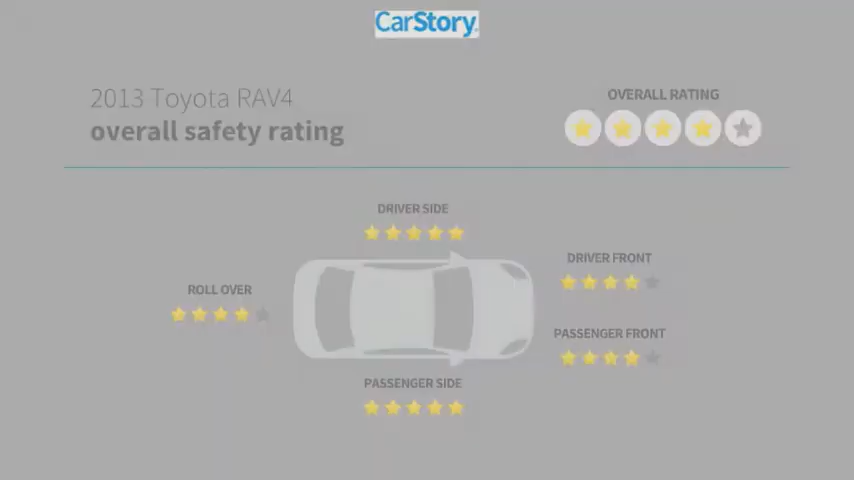 CarStory
2013 Toyota RAV4
overall safety rating
OVERALL RATING
DRIVER SIDE
DRIVER FRONT
ROLL OVER
PASSENGER FRONT
PASSENGER SIDE